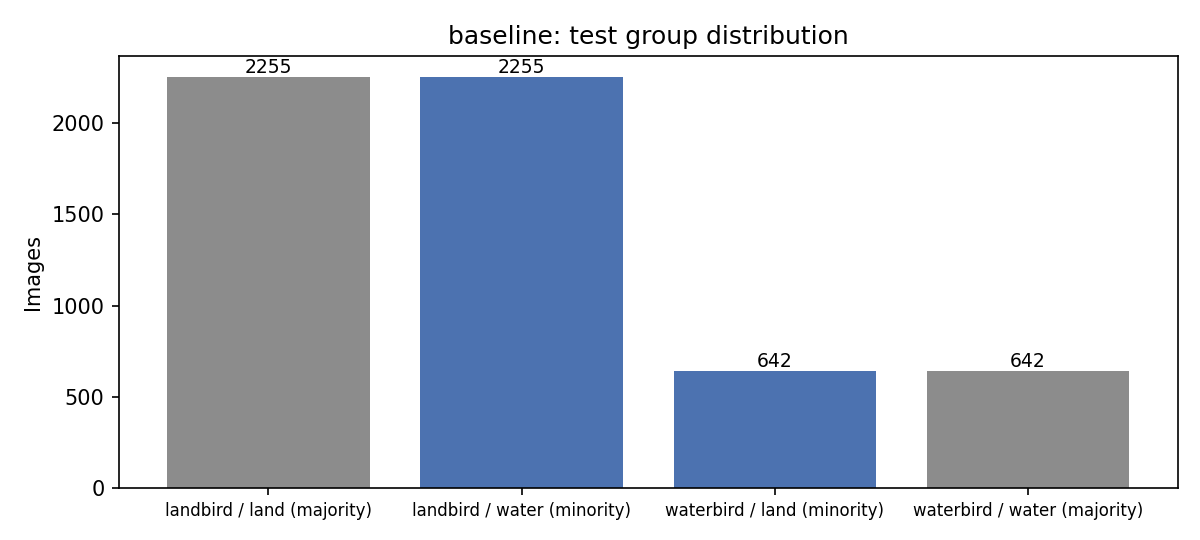 baseline: test group distribution
2255
2255
642
642
Images
2000
1500
1000
500
0
landbird / land (majority)
landbird / water (minority)
waterbird / land (minority)
waterbird / water (majority)